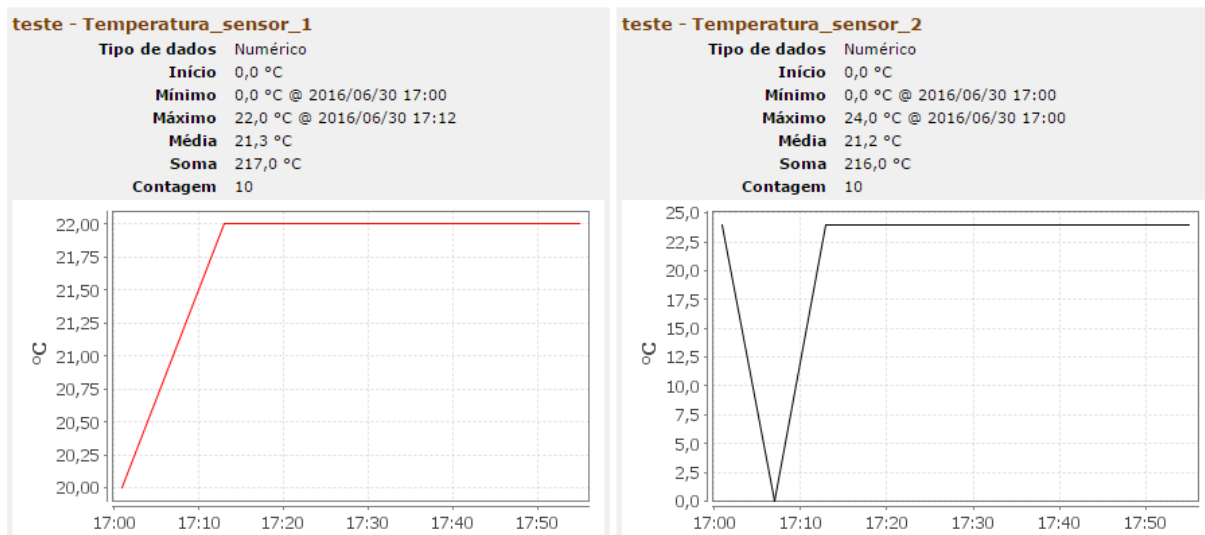 teste - Temperatura_sensor_1
Tipo de dados Numérico
Início 0,0 °C
Mínimo 0,0 °C @ 2016/06/30 17:00
Máximo 22,0 °C @ 2016/06/30 17:12
Média 21,3 °C
Soma 217,0 °C
Contagem 10
22,00
21,75
21,50
21,25
21,00
20,75
20,50
20,25
20,00
°C
17:00 17:10 17:20 17:30 17:40 17:50
teste - Temperatura_sensor_2
Tipo de dados Numérico
Início 0,0 °C
Mínimo 0,0 °C @ 2016/06/30 17:00
Máximo 24,0 °C @ 2016/06/30 17:00
Média 21,2 °C
Soma 216,0 °C
Contagem 10
25,0
22,5
20,0
17,5
15,0
12,5
10,0
7,5
5,0
2,5
0,0
°C
17:00 17:10 17:20 17:30 17:40 17:50